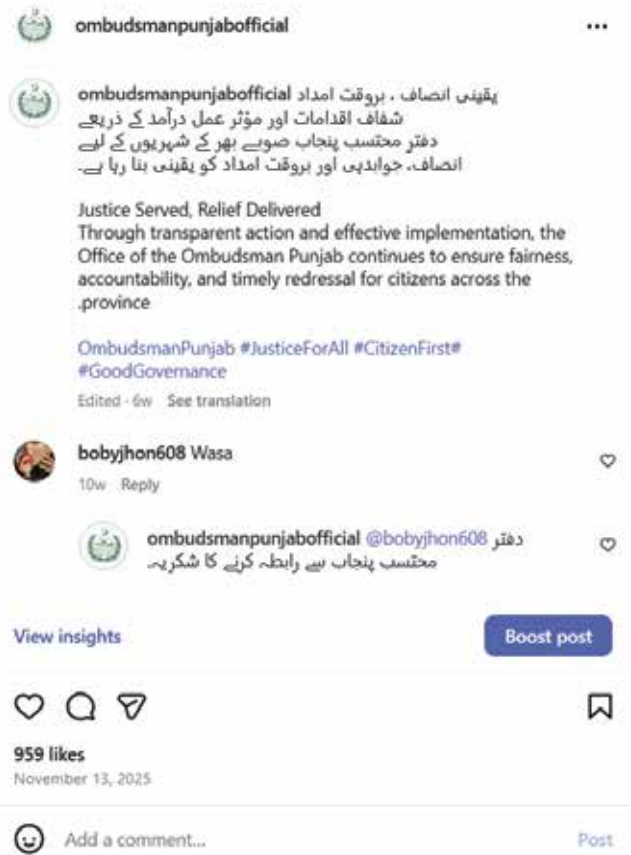 ombudsmanpunjabofficial
ombudsmanpunjabofficial یقینی انصاف ، بروقت امداد
شفاف اقدامات اور مؤثر عمل درآمد کے ذریعے
دفتر محتسب پنجاب صوبے بھر کے شہریوں کے لیے
انصاف، جوابدہی اور بروقت امداد کو یقینی بنا رہا ہے۔
Justice Served, Relief Delivered
Through transparent action and effective implementation, the
Office of the Ombudsman Punjab continues to ensure fairness,
accountability, and timely redressal for citizens across the
.province
OmbudsmanPunjab #JusticeForAll #CitizenFirst#
#GoodGovernance
Edited · 6w See translation
bobyjhon608 Wasa
10w Reply
ombudsmanpunjabofficial @bobyjhon608 دفتر
محتسب پنجاب سے رابطہ کرنے کا شکریہ۔
View insights
Boost post
959 likes
November 13, 2025
Add a comment...
Post